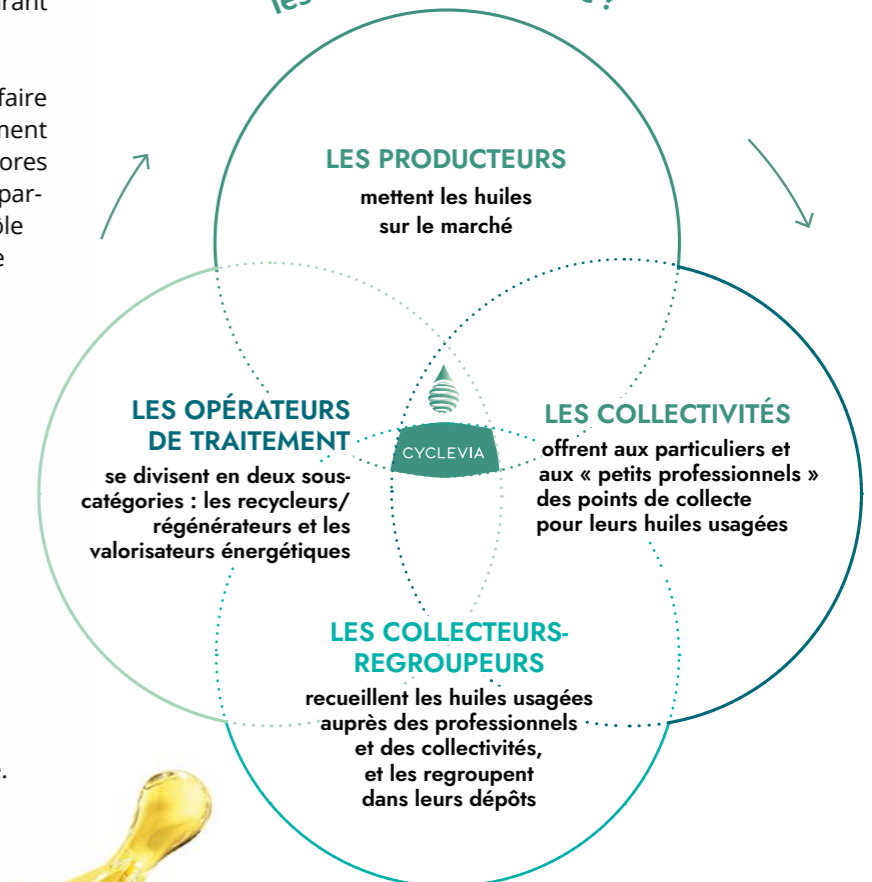 les
?
faire
LES PRODUCTEURS
mettent les huiles
sur le marché
LES OPÉRATEURS
DE TRAITEMENT
se divisent en deux sous-
catégories : les recycleurs/
régénérateurs et les
valorisateurs énergétiques
CYCLEVIA
LES COLLECTIVITÉS
offrent aux particuliers et
aux « petits professionnels »
des points de collecte
pour leurs huiles usagées
LES COLLECTEURS-
REGROUPEURS
recueillent les huiles usagées
auprès des professionnels
et des collectivités,
et les regroupent
dans leurs dépôts